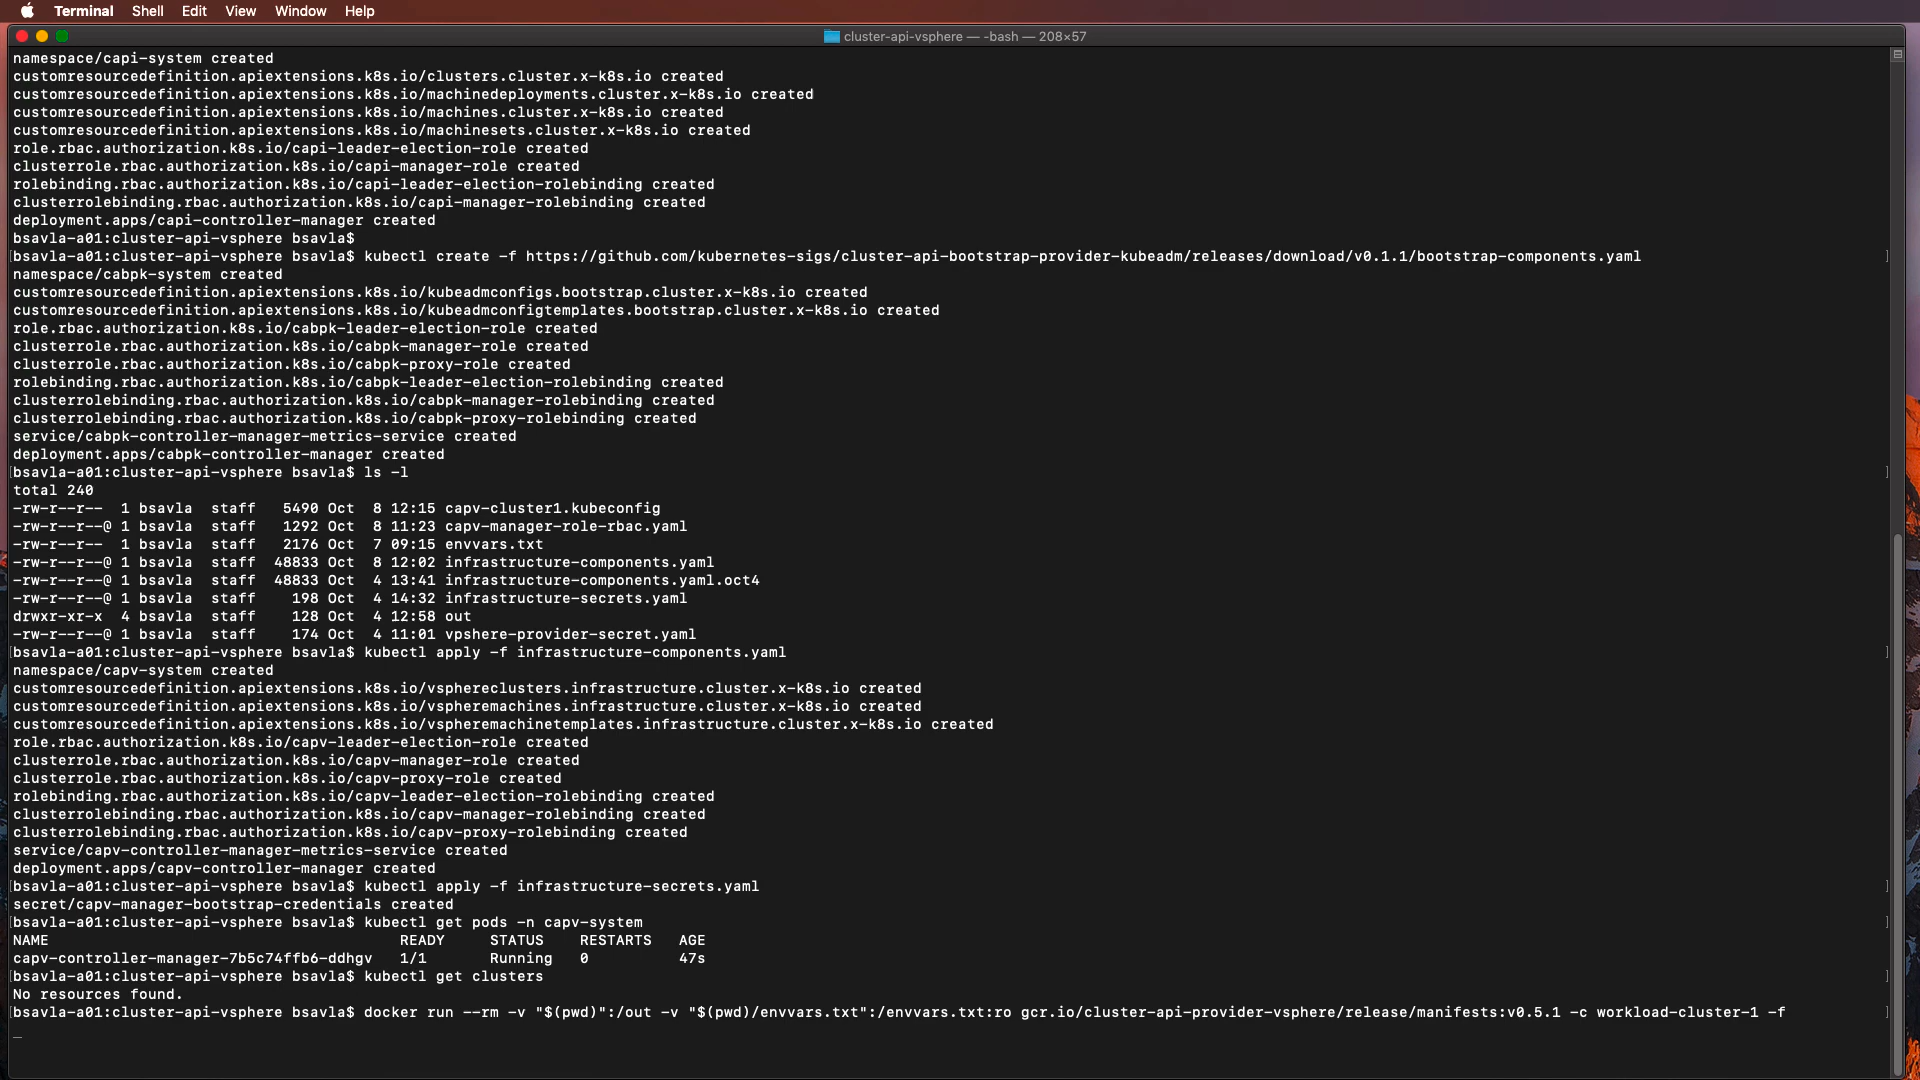 Terminal Shell Edit View Window Help
cluster-api-vsphere — -bash — 208×57
namespace/capi-system created
customresourcedefinition.apiextensions.k8s.io/clusters.cluster.x-k8s.io created
customresourcedefinition.apiextensions.k8s.io/machinedeployments.cluster.x-k8s.io created
customresourcedefinition.apiextensions.k8s.io/machines.cluster.x-k8s.io created
customresourcedefinition.apiextensions.k8s.io/machinesets.cluster.x-k8s.io created
role.rbac.authorization.k8s.io/capi-leader-election-role created
clusterrole.rbac.authorization.k8s.io/capi-manager-role created
rolebinding.rbac.authorization.k8s.io/capi-leader-election-rolebinding created
clusterrolebinding.rbac.authorization.k8s.io/capi-manager-rolebinding created
deployment.apps/capi-controller-manager created
bsavla-a01:cluster-api-vsphere bsavla$
[bsavla-a01:cluster-api-vsphere bsavla$ kubectl create -f https://github.com/kubernetes-sigs/cluster-api-bootstrap-provider-kubeadm/releases/download/v0.1.1/bootstrap-components.yaml ]
namespace/cabpk-system created
customresourcedefinition.apiextensions.k8s.io/kubeadmconfigs.bootstrap.cluster.x-k8s.io created
customresourcedefinition.apiextensions.k8s.io/kubeadmconfigtemplates.bootstrap.cluster.x-k8s.io created
role.rbac.authorization.k8s.io/cabpk-leader-election-role created
clusterrole.rbac.authorization.k8s.io/cabpk-manager-role created
clusterrole.rbac.authorization.k8s.io/cabpk-proxy-role created
rolebinding.rbac.authorization.k8s.io/cabpk-leader-election-rolebinding created
clusterrolebinding.rbac.authorization.k8s.io/cabpk-manager-rolebinding created
clusterrolebinding.rbac.authorization.k8s.io/cabpk-proxy-rolebinding created
service/cabpk-controller-manager-metrics-service created
deployment.apps/cabpk-controller-manager created
[bsavla-a01:cluster-api-vsphere bsavla$ ls -l ]
total 240
-rw-r--r--  1 bsavla  staff   5490 Oct  8 12:15 capv-cluster1.kubeconfig
-rw-r--r--@ 1 bsavla  staff   1292 Oct  8 11:23 capv-manager-role-rbac.yaml
-rw-r--r--  1 bsavla  staff   2176 Oct  7 09:15 envvars.txt
-rw-r--r--@ 1 bsavla  staff  48833 Oct  8 12:02 infrastructure-components.yaml
-rw-r--r--@ 1 bsavla  staff  48833 Oct  4 13:41 infrastructure-components.yaml.oct4
-rw-r--r--@ 1 bsavla  staff    198 Oct  4 14:32 infrastructure-secrets.yaml
drwxr-xr-x  4 bsavla  staff    128 Oct  4 12:58 out
-rw-r--r--@ 1 bsavla  staff    174 Oct  4 11:01 vpshere-provider-secret.yaml
[bsavla-a01:cluster-api-vsphere bsavla$ kubectl apply -f infrastructure-components.yaml ]
namespace/capv-system created
customresourcedefinition.apiextensions.k8s.io/vsphereclusters.infrastructure.cluster.x-k8s.io created
customresourcedefinition.apiextensions.k8s.io/vspheremachines.infrastructure.cluster.x-k8s.io created
customresourcedefinition.apiextensions.k8s.io/vspheremachinetemplates.infrastructure.cluster.x-k8s.io created
role.rbac.authorization.k8s.io/capv-leader-election-role created
clusterrole.rbac.authorization.k8s.io/capv-manager-role created
clusterrole.rbac.authorization.k8s.io/capv-proxy-role created
rolebinding.rbac.authorization.k8s.io/capv-leader-election-rolebinding created
clusterrolebinding.rbac.authorization.k8s.io/capv-manager-rolebinding created
clusterrolebinding.rbac.authorization.k8s.io/capv-proxy-rolebinding created
service/capv-controller-manager-metrics-service created
deployment.apps/capv-controller-manager created
[bsavla-a01:cluster-api-vsphere bsavla$ kubectl apply -f infrastructure-secrets.yaml ]
secret/capv-manager-bootstrap-credentials created
[bsavla-a01:cluster-api-vsphere bsavla$ kubectl get pods -n capv-system ]
NAME                                       READY     STATUS    RESTARTS   AGE
capv-controller-manager-7b5c74ffb6-ddhgv   1/1       Running   0          47s
[bsavla-a01:cluster-api-vsphere bsavla$ kubectl get clusters ]
No resources found.
[bsavla-a01:cluster-api-vsphere bsavla$ docker run --rm -v "$(pwd)":/out -v "$(pwd)/envvars.txt":/envvars.txt:ro gcr.io/cluster-api-provider-vsphere/release/manifests:v0.5.1 -c workload-cluster-1 -f ]